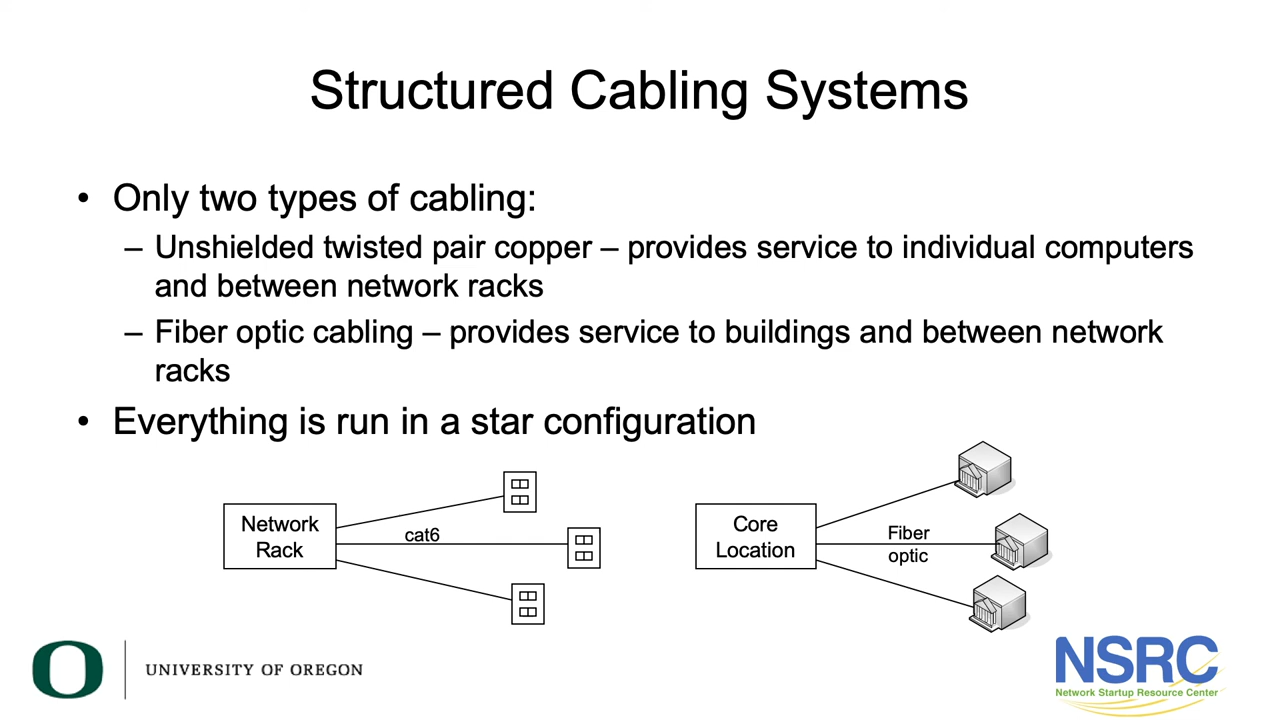 Structured Cabling Systems
• Only two types of cabling:
– Unshielded twisted pair copper – provides service to individual computers
and between network racks
– Fiber optic cabling – provides service to buildings and between network
racks
• Everything is run in a star configuration
Network
Rack
cat6
Core
Location
Fiber
optic
O
UNIVERSITY OF OREGON
NSRC
Network Startup Resource Center